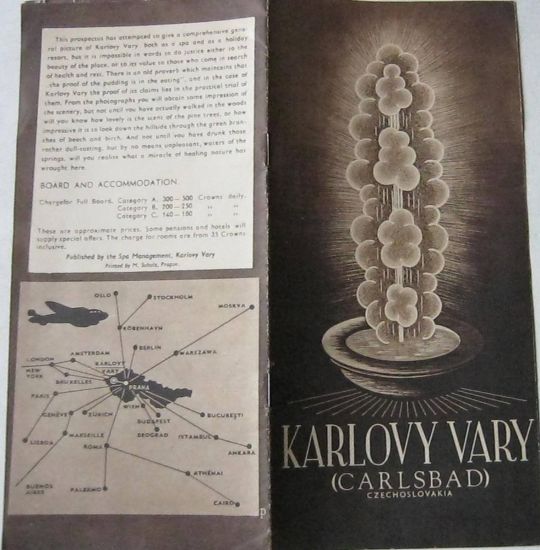 This prospectus has attempted to give a comprehensive gene
ral picture of Karlovy Vary both as a spa and as a holiday
resort, but it is impossible in words to do justice either to the
beauty of the place, or to its value to those who come in search
of health and rest. There is an old proverb which maintains that
„the proof of the pudding is in the eating", and in the case of
Karlovy Vary the proof of its claims lies in the practical trial of
them. From the photographs you will obtain some impression of
the scenery, but not until you have actually walked in the woods
will you know how lovely is the scent of the pine trees, or how
impressive it is to look down the hillside through the green bran-
ches of beech and birch. And not until you have drunk those
rather dull-tasting, but by no means unpleasant, waters of the
springs, will you realise what a miracle of healing nature has
wrought here.
BOARD AND ACCOMMODATION.
Charge for Full Board, Category A. 300—500 Crowns daily.
Category B. 200—250 „ „
Category C. 140—180 „ „
These are approximate prices. Some pensions and hotels will
supply special offers. The charge for rooms are from 35 Crowns
inclusive.
Published by the Spa Management, Karlovy Vary
Printed by M. Schulz, Prague.
OSLO
STOCKHOLM
MOSKVA
KÖBENHAVN
BERLIN
WARSZAWA
AMSTERDAM
LONDON
KARLOVY
VARY
NEW
YORK
BRUXELLES
PRAHA
PARIS
WIEN
GENÉVE
ZÜRICH
BUDAPEST
BUCUREȘTI
BEOGRAD
ISTAMBUL
LISBOA
MARSEILLE
ROMA
ANKARA
ATHÉNAI
BUENOS
AIRES
PALERMO
CAIRO
KARLOVY VARY
(CARLSBAD)
CZECHOSLOVAKIA